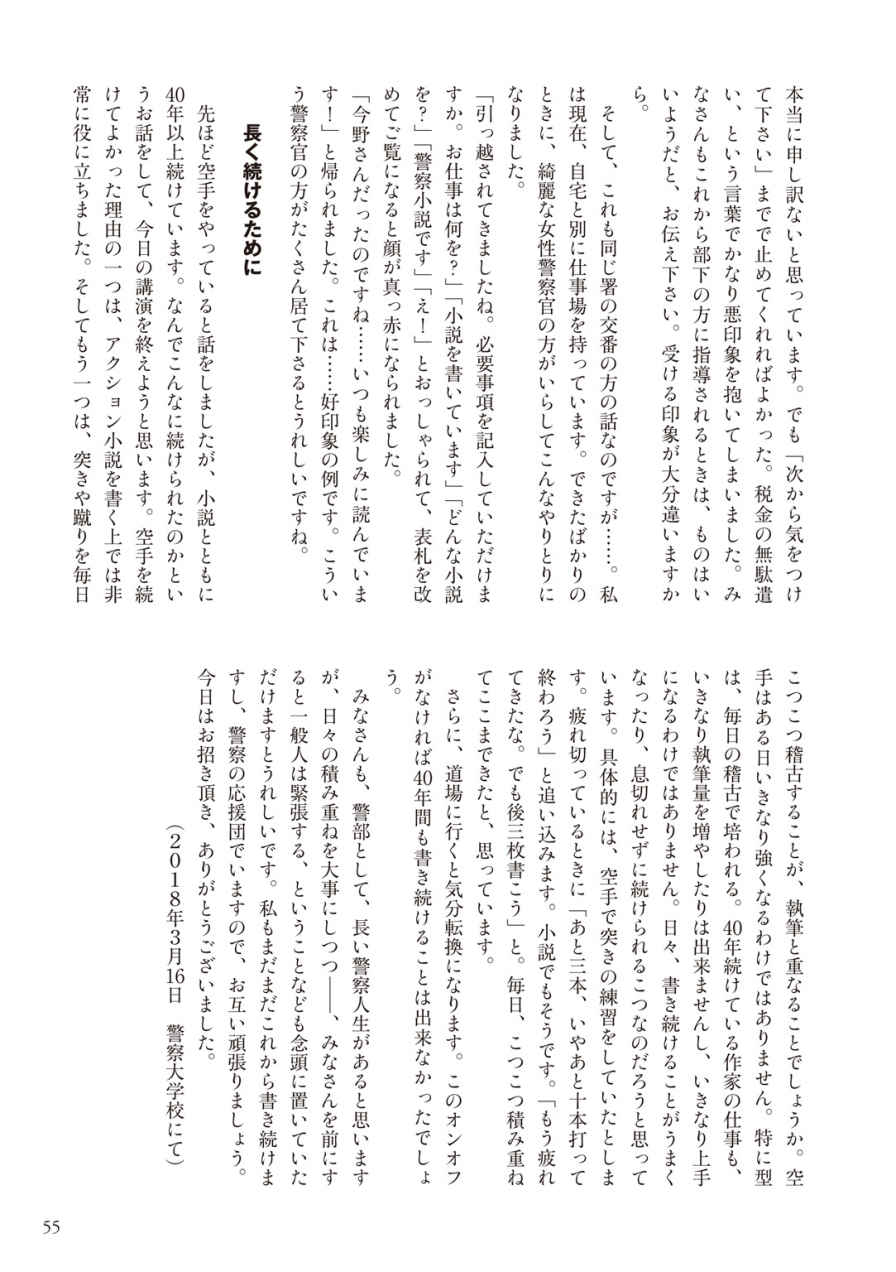 本当に申し訳ないと思っています。でも「次から気をつけ
て下さい」までで止めてくれればよかった。税金の無駄遣
い、という言葉でかなり悪印象を抱いてしまいました。み
なさんもこれから部下の方に指導されるときは、ものはい
いようだと、お伝え下さい。受ける印象が大分違いますか
ら。
そして、これも同じ署の交番の方の話なのですが……。私
は現在、自宅と別に仕事場を持っています。できたばかりの
ときに、綺麗な女性警察官の方がいらしてこんなやりとりに
なりました。
「引っ越されてきましたね。必要事項を記入していただけま
すか。お仕事は何を?」「小説を書いています」「どんな小説
を?」「警察小説です」「え!」とおっしゃられて、表札を改
めてご覧になると顔が真っ赤になられました。
「今野さんだったのですね……いつも楽しみに読んでいま
す!」と帰られました。これは……好印象の例です。こうい
う警察官の方がたくさん居て下さるとうれしいですね。
長く続けるために
先ほど空手をやっていると話をしましたが、小説とともに
40年以上続けています。なんでこんなに続けられたのかとい
うお話をして、今日の講演を終えようと思います。空手を続
けてよかった理由の一つは、アクション小説を書く上では非
常に役に立ちました。そしてもう一つは、突きや蹴りを毎日
こつこつ稽古することが、執筆と重なることでしょうか。空
手はある日いきなり強くなるわけではありません。特に型
は、毎日の稽古で培われる。40年続けている作家の仕事も、
いきなり執筆量を増やしたりは出来ませんし、いきなり上手
になるわけではありません。日々、書き続けることがうまく
なったり、息切れせずに続けられるこつなのだろうと思って
います。具体的には、空手で突きの練習をしていたとしま
す。疲れ切っているときに「あと三本、いやあと十本打って
終わろう」と追い込みます。小説でもそうです。「もう疲れ
てきたな。でも後三枚書こう」と。毎日、こつこつ積み重ね
てここまできたと、思っています。
さらに、道場に行くと気分転換になります。このオンオフ
がなければ40年間も書き続けることは出来なかったでしょ
う。
みなさんも、警部として、長い警察人生があると思います
が、日々の積み重ねを大事にしつつ――、みなさんを前にす
ると一般人は緊張する、ということなども念頭に置いていた
だけますとうれしいです。私もまだまだこれから書き続けま
すし、警察の応援団でいますので、お互い頑張りましょう。
今日はお招き頂き、ありがとうございました。
（2018年3月16日　警察大学校にて）
55